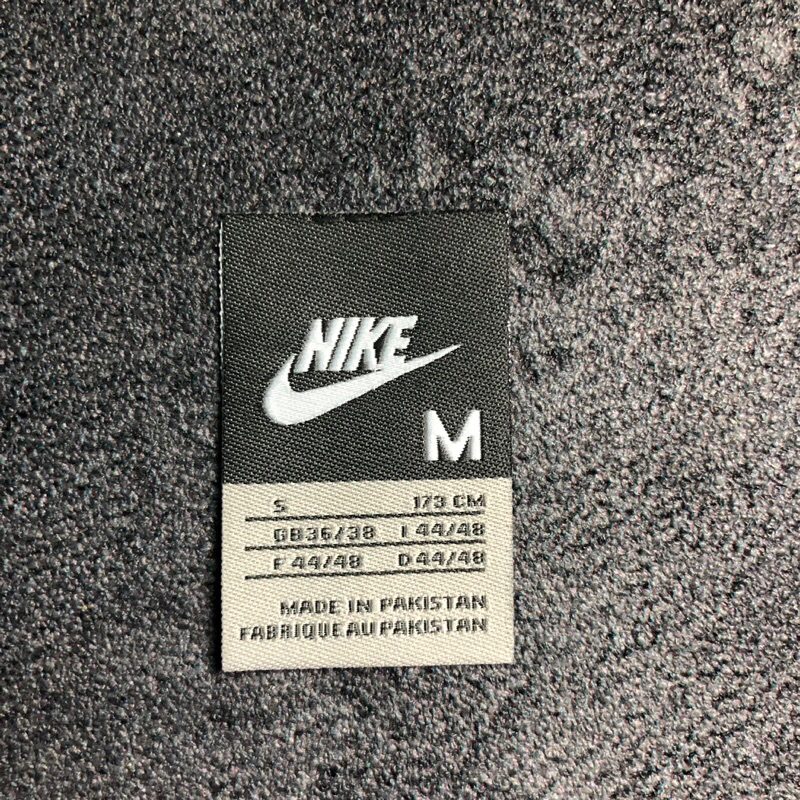 NIKE
M
S 173 CM
GB36/38 I 44/48
F 44/48 D 44/48
MADE IN PAKISTAN
FABRIQUE AU PAKISTAN